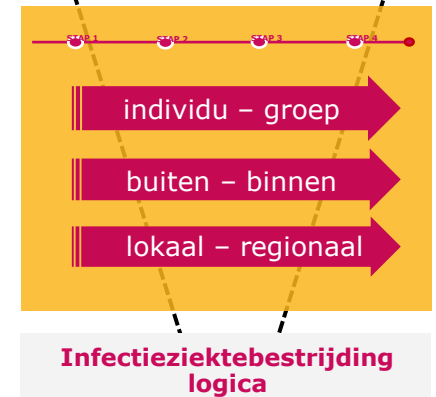 STAP 1 STAP 2 STAP 3 STAP 4
individu – groep
buiten – binnen
lokaal – regionaal
Infectieziektebestrijding
logica